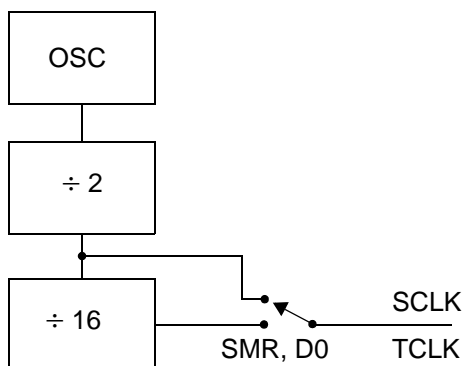 OSC
÷ 2
÷ 16
SCLK
SMR, D0
TCLK